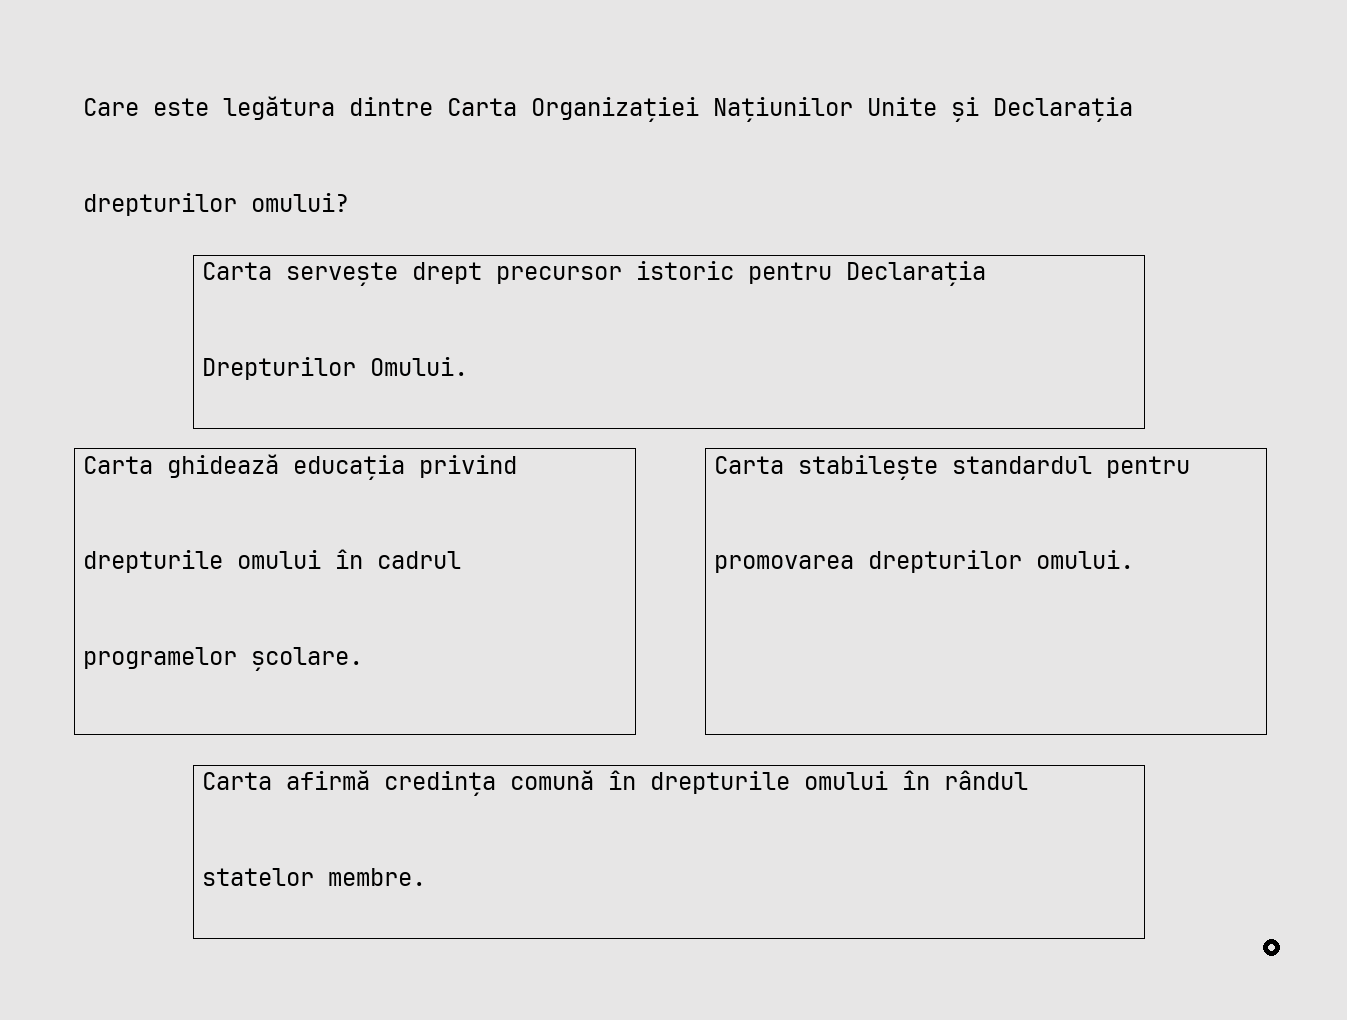 Care este legătura dintre Carta Organizației Națiunilor Unite și Declarația
drepturilor omului?
Carta servește drept precursor istoric pentru Declarația
Drepturilor Omului.
Carta ghidează educația privind
drepturile omului în cadrul
programelor școlare.
Carta stabilește standardul pentru
promovarea drepturilor omului.
Carta afirmă credința comună în drepturile omului în rândul
statelor membre.